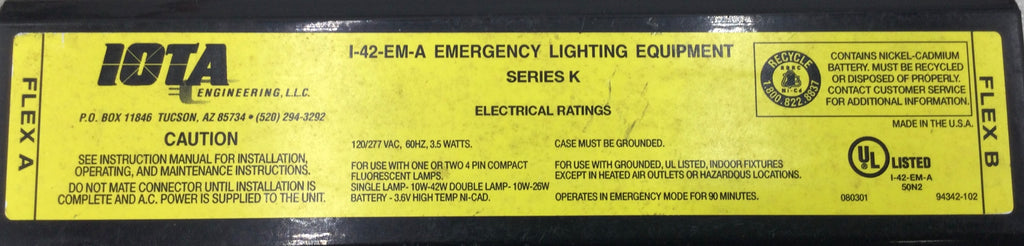 FLEX A
IOTA
ENGINEERING, L.L.C.
P.O. BOX 11846 TUCSON, AZ 85734 • (520) 294-3292
CAUTION
SEE INSTRUCTION MANUAL FOR INSTALLATION,
OPERATING, AND MAINTENANCE INSTRUCTIONS.
DO NOT MATE CONNECTOR UNTIL INSTALLATION IS
COMPLETE AND A.C. POWER IS SUPPLIED TO THE UNIT.
I-42-EM-A EMERGENCY LIGHTING EQUIPMENT
SERIES K
ELECTRICAL RATINGS
120/277 VAC, 60HZ, 3.5 WATTS.
FOR USE WITH ONE OR TWO 4 PIN COMPACT
FLUORESCENT LAMPS.
SINGLE LAMP- 10W-42W DOUBLE LAMP- 10W-26W
BATTERY - 3.6V HIGH TEMP NI-CAD.
CASE MUST BE GROUNDED.
FOR USE WITH GROUNDED, UL LISTED, INDOOR FIXTURES
EXCEPT IN HEATED AIR OUTLETS OR HAZARDOUS LOCATIONS.
OPERATES IN EMERGENCY MODE FOR 90 MINUTES.
RECYCLE
RBRC
Ni-Cd
1.800.822.8837
CONTAINS NICKEL-CADMIUM
BATTERY. MUST BE RECYCLED
OR DISPOSED OF PROPERLY.
CONTACT CUSTOMER SERVICE
FOR ADDITIONAL INFORMATION.
MADE IN THE U.S.A.
UL LISTED
I-42-EM-A
50N2
080301 94342-102
FLEX B